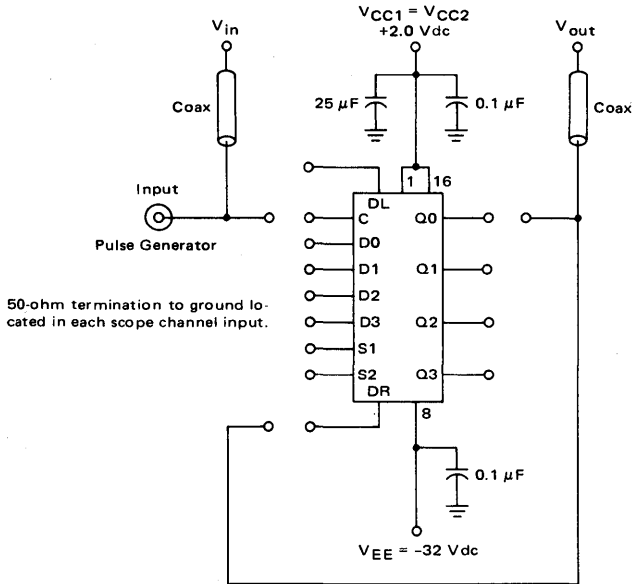 V_CC1 = V_CC2
+2.0 Vdc
V_in
V_out
Coax
25 μF
0.1 μF
Coax
1 16
DL
Input
Pulse Generator
C Q0
D0
D1 Q1
D2
D3 Q2
S1
S2 Q3
DR
8
50-ohm termination to ground lo-
cated in each scope channel input.
0.1 μF
V_EE = -32 Vdc